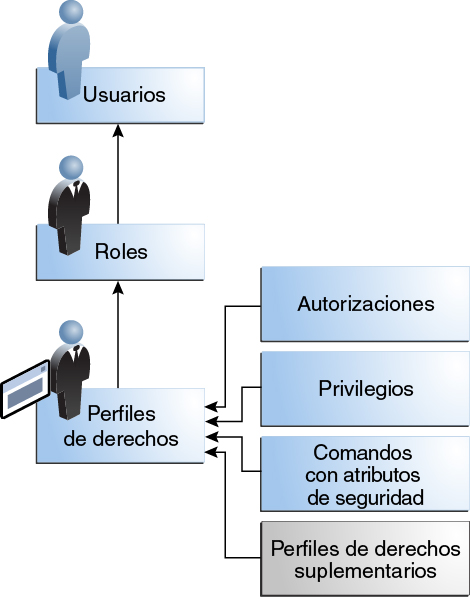 Usuarios
Roles
Autorizaciones
Privilegios
Perfiles
de derechos
Comandos
con atributos
de seguridad
Perfiles de derechos
suplementarios